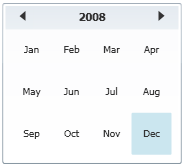 2008
Jan Feb Mar Apr
May Jun Jul Aug
Sep Oct Nov Dec